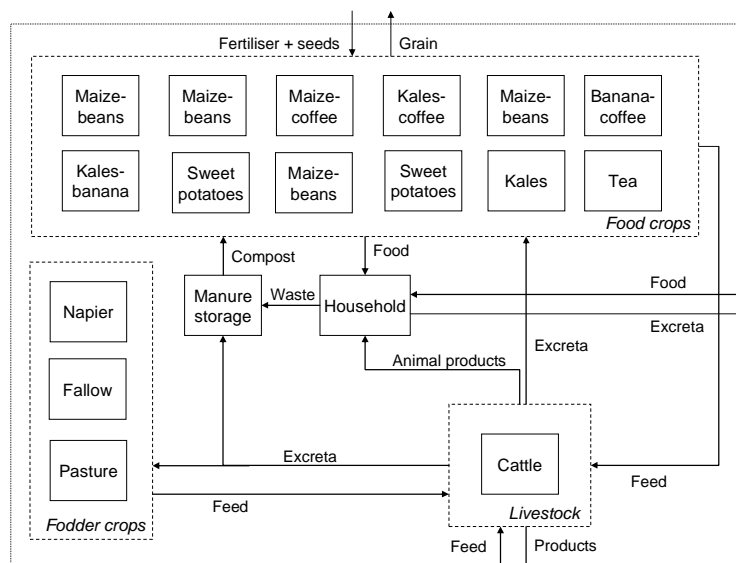 Fertiliser + seeds
Grain
Maize-
beans
Maize-
beans
Maize-
coffee
Kales-
coffee
Maize-
beans
Banana-
coffee
Kales-
banana
Sweet
potatoes
Maize-
beans
Sweet
potatoes
Kales
Tea
Food crops
Compost
Food
Napier
Manure
storage
Waste
Household
Food
Excreta
Excreta
Animal products
Fallow
Pasture
Excreta
Cattle
Feed
Feed
Fodder crops
Livestock
Feed
Products